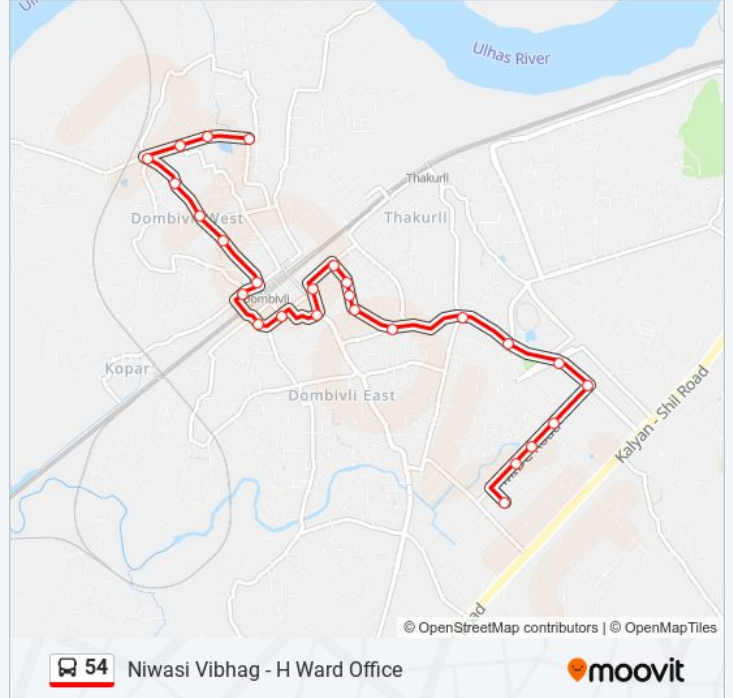 Ulhas River
Thakurli
Thakurli
Dombivli West
Dombivli
Kopar
Dombivli East
Kalyan - Shil Road
© OpenStreetMap contributors | © OpenMapTiles
54 Niwasi Vibhag - H Ward Office
moovit